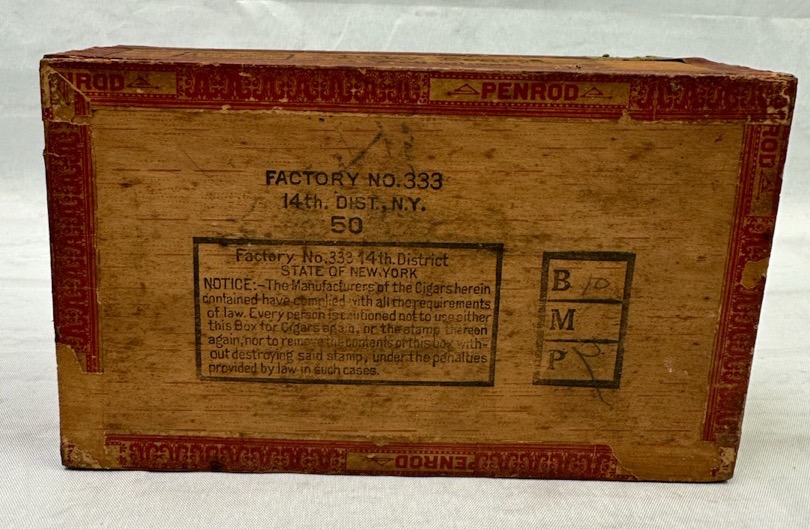 PENROD
FACTORY NO. 333
14th. DIST., N.Y.
50
Factory No. 333 14th. District
STATE OF NEW YORK
NOTICE:-The Manufacturers of the Cigars herein
contained have complied with all the requirements
of law. Every person is cautioned not to use either
this Box for Cigars again, or the stamp thereon
again, nor to remove the contents of this box with-
out destroying said stamp, under the penalties
provided by law in such cases.
B 10
M
P
NROD
ROD
PENROD